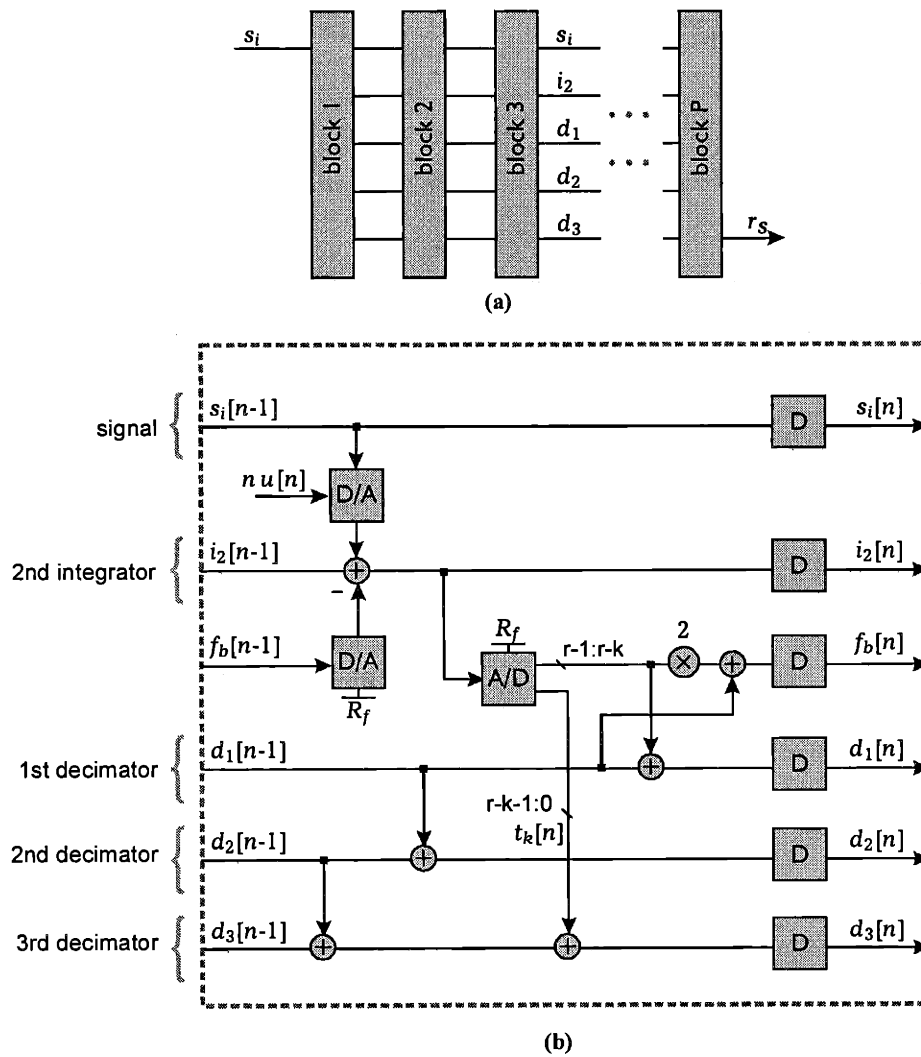 s_i
block 1
block 2
block 3
s_i
i_2
d_1
d_2
d_3
block P
r_s
(a)
signal
s_i[n-1]
D
s_i[n]
n u[n]
D/A
2nd integrator
i_2[n-1]
+
−
D
i_2[n]
f_b[n-1]
D/A
R_f
R_f
A/D
r-1:r-k
2
×
+
D
f_b[n]
1st decimator
d_1[n-1]
+
D
d_1[n]
r-k-1:0
t_k[n]
2nd decimator
d_2[n-1]
+
D
d_2[n]
3rd decimator
d_3[n-1]
+
+
D
d_3[n]
(b)